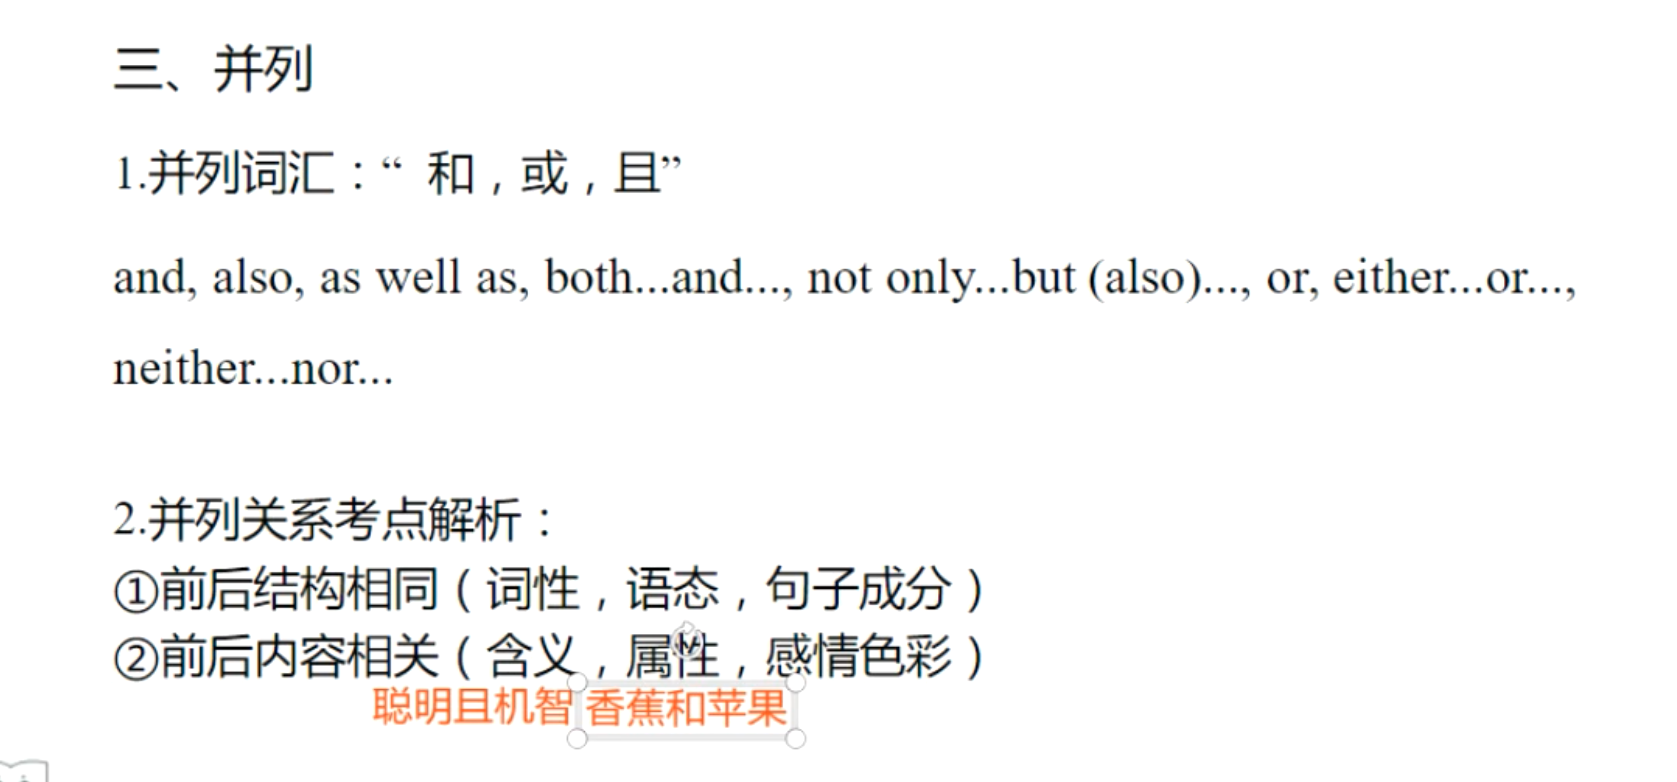 三、并列
1.并列词汇：“ 和，或，且”
and, also, as well as, both...and..., not only...but (also)..., or, either...or...,
neither...nor...
2.并列关系考点解析：
①前后结构相同（词性，语态，句子成分）
②前后内容相关（含义，属性，感情色彩）
聪明且机智 香蕉和苹果